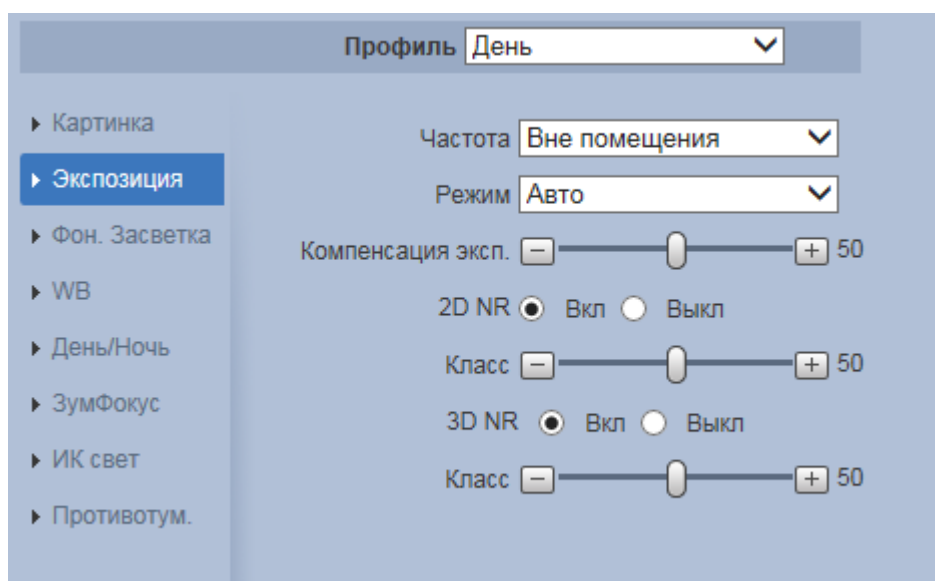 Профиль День
Картинка
Экспозиция
Фон. Засветка
WB
День/Ночь
ЗумФокус
ИК свет
Противотум.
Частота Вне помещения
Режим Авто
Компенсация эксп. 50
2D NR Вкл Выкл
Класс 50
3D NR Вкл Выкл
Класс 50